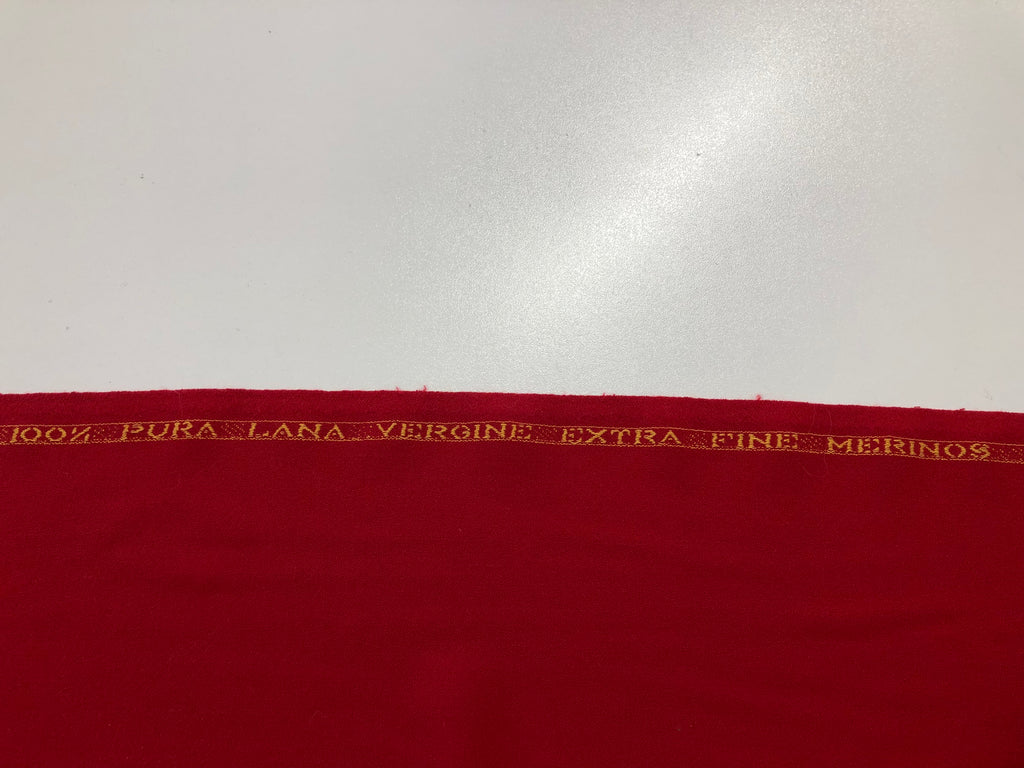 100% PURA LANA VERGINE EXTRA FINE MERINOS